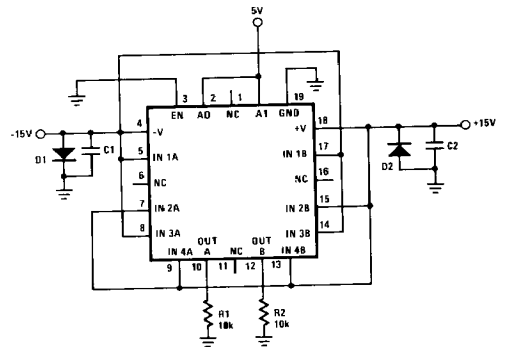 5V
3 2 1 19
EN A0 NC A1 GND
-15V 4 -V +V 18 +15V
D1 C1 5 IN 1A IN 1B 17 D2 C2
6 NC NC 16
7 IN 2A IN 2B 15
8 IN 3A IN 3B 14
OUT OUT
IN 4A A NC B IN 4B
9 10 11 12 13
R1 R2
10k 10k